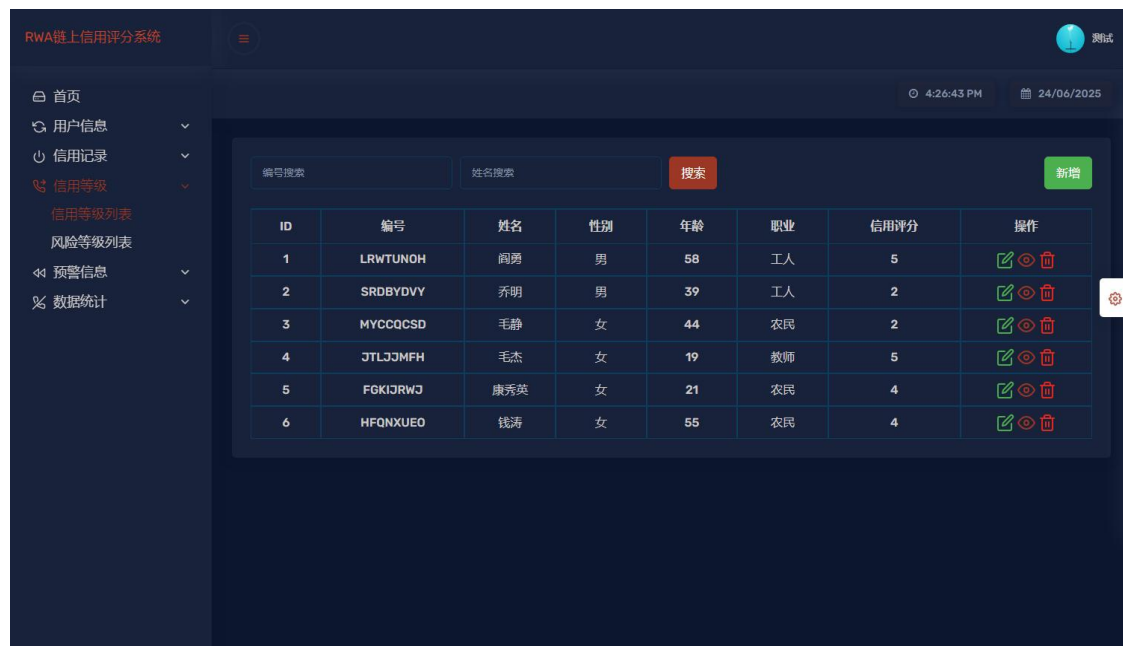 RWA链上信用评分系统
测试
首页
用户信息
信用记录
信用等级
信用等级列表
风险等级列表
预警信息
数据统计
4:26:43 PM 24/06/2025
编号搜索 姓名搜索 搜索 新增
ID 编号 姓名 性别 年龄 职业 信用评分 操作
1 LRWTUNOH 阎勇 男 58 工人 5
2 SRDBYDVY 乔明 男 39 工人 2
3 MYCCQCSD 毛静 女 44 农民 2
4 JTLJJMFH 毛杰 女 19 教师 5
5 FGKIJRWJ 康秀英 女 21 农民 4
6 HFQNXUEO 钱涛 女 55 农民 4